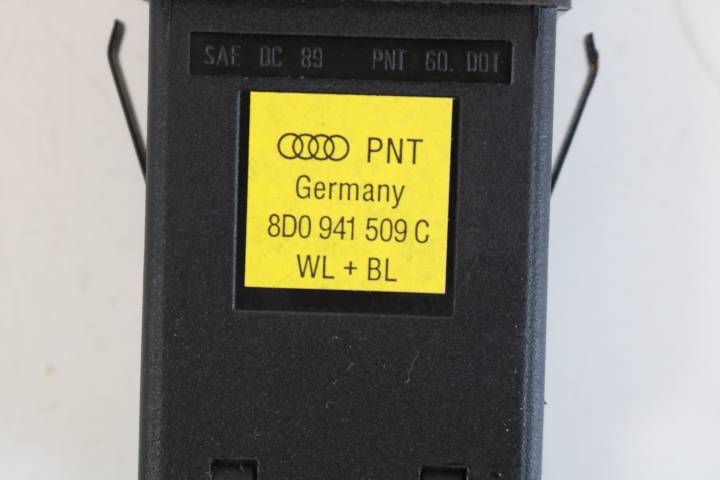 SAE DC 89 PNT 60. DOT
PNT
Germany
8D0 941 509 C
WL + BL